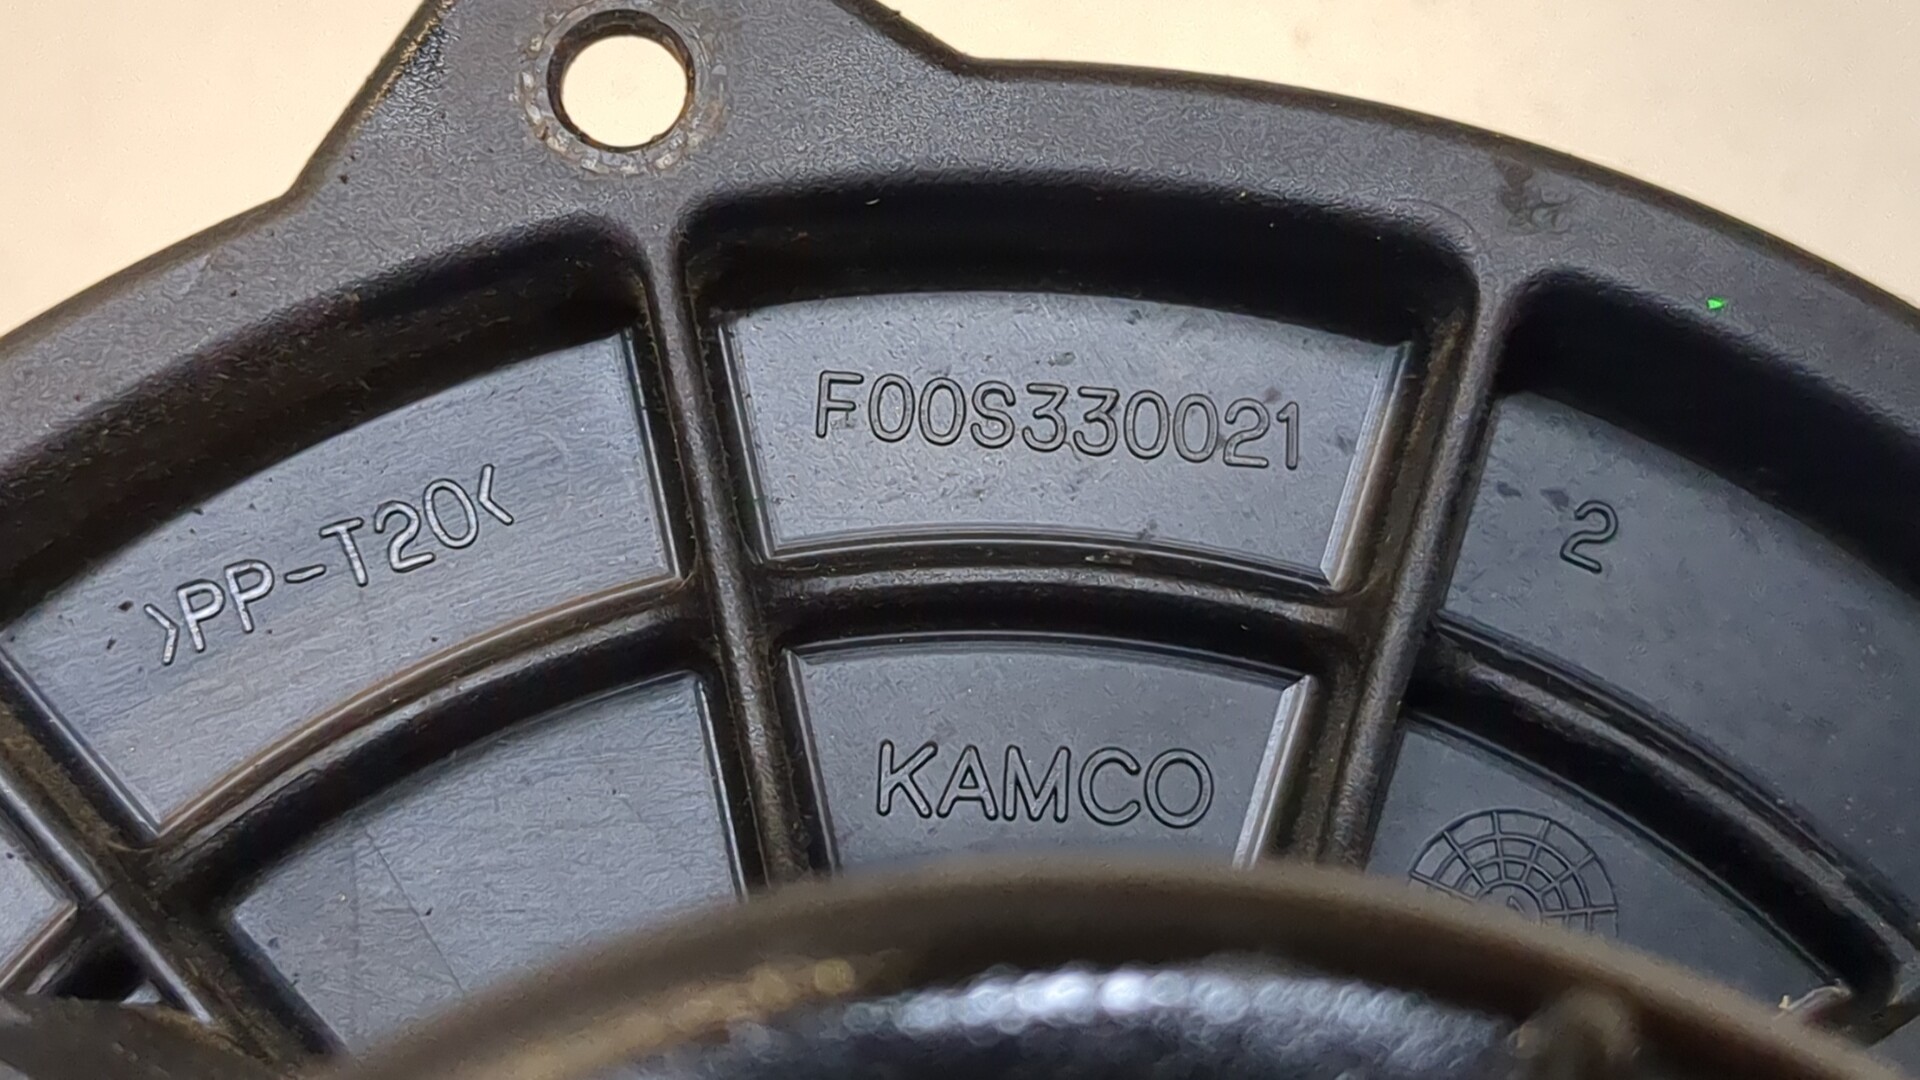 >PP-T20<
F00S330021
2
KAMCO